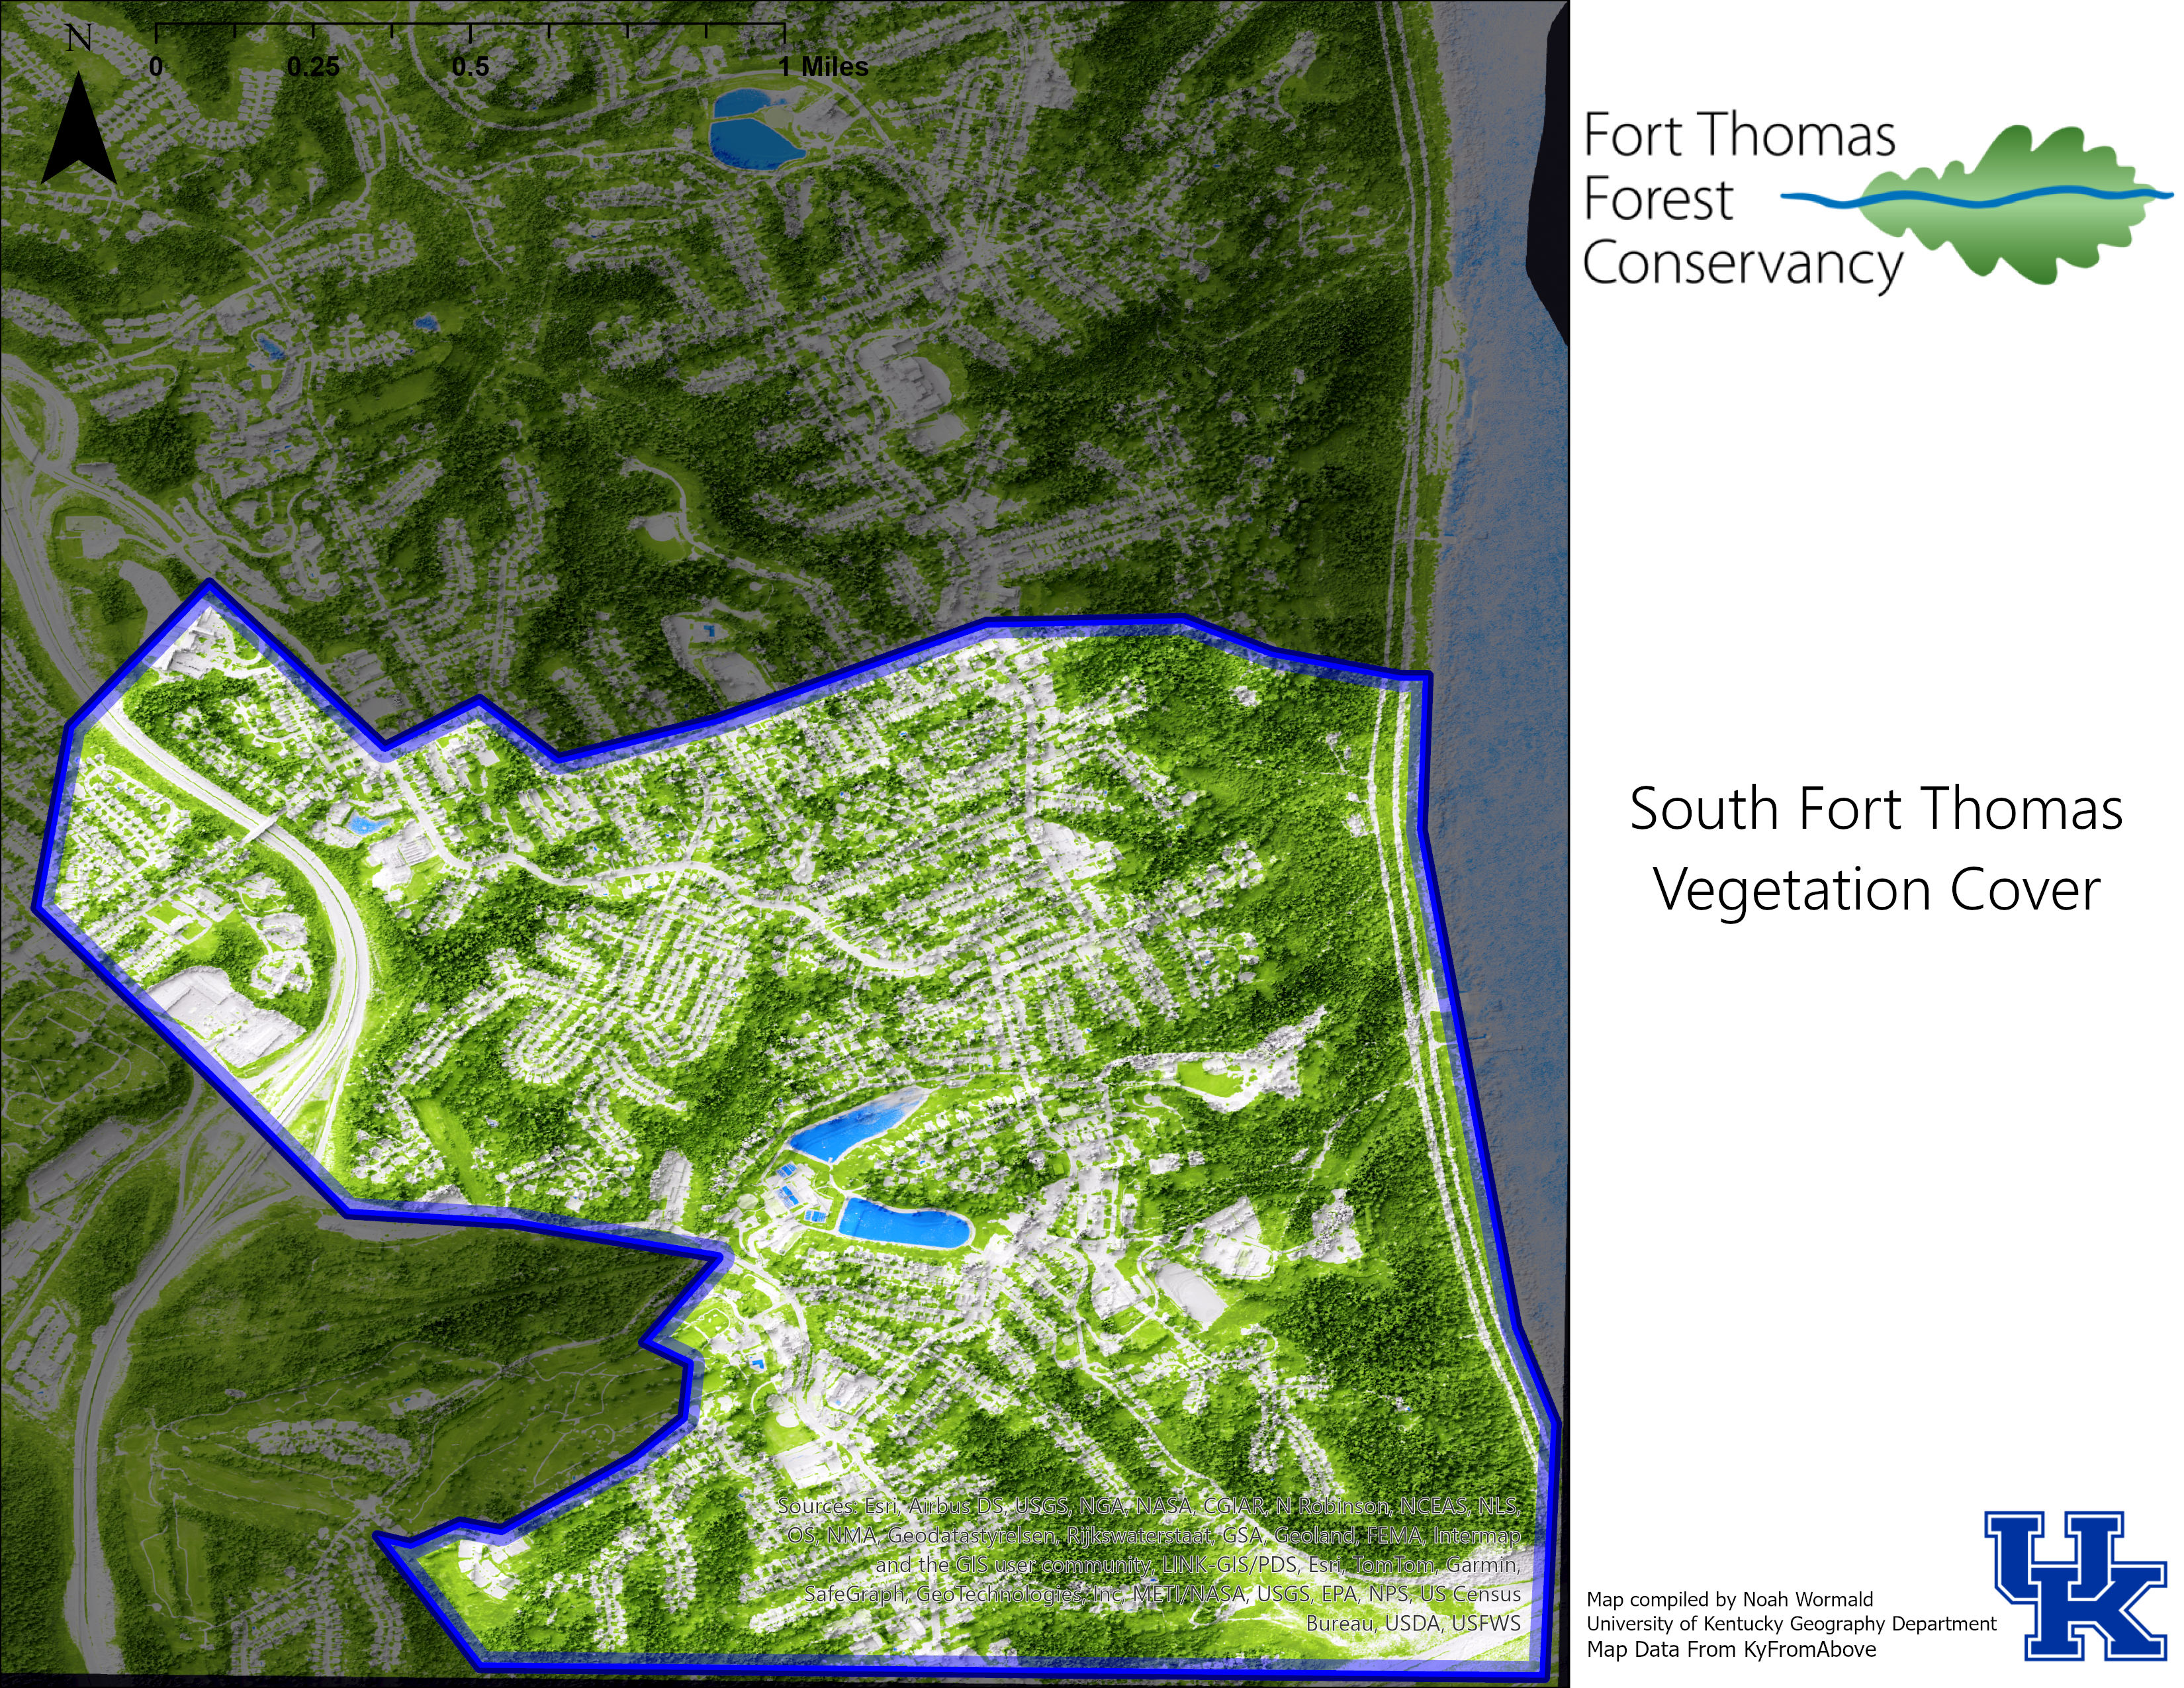 N
0 0.25 0.5 1 Miles
Fort Thomas
Forest
Conservancy
South Fort Thomas
Vegetation Cover
Sources: Esri, Airbus DS, USGS, NGA, NASA, CGIAR, N Robinson, NCEAS, NLS,
OS, NMA, Geodatastyrelsen, Rijkswaterstaat, GSA, Geoland, FEMA, Intermap
and the GIS user community, LINK-GIS/PDS, Esri, TomTom, Garmin,
SafeGraph, GeoTechnologies, Inc, METI/NASA, USGS, EPA, NPS, US Census
Bureau, USDA, USFWS
Map compiled by Noah Wormald
University of Kentucky Geography Department
Map Data From KyFromAbove
UK